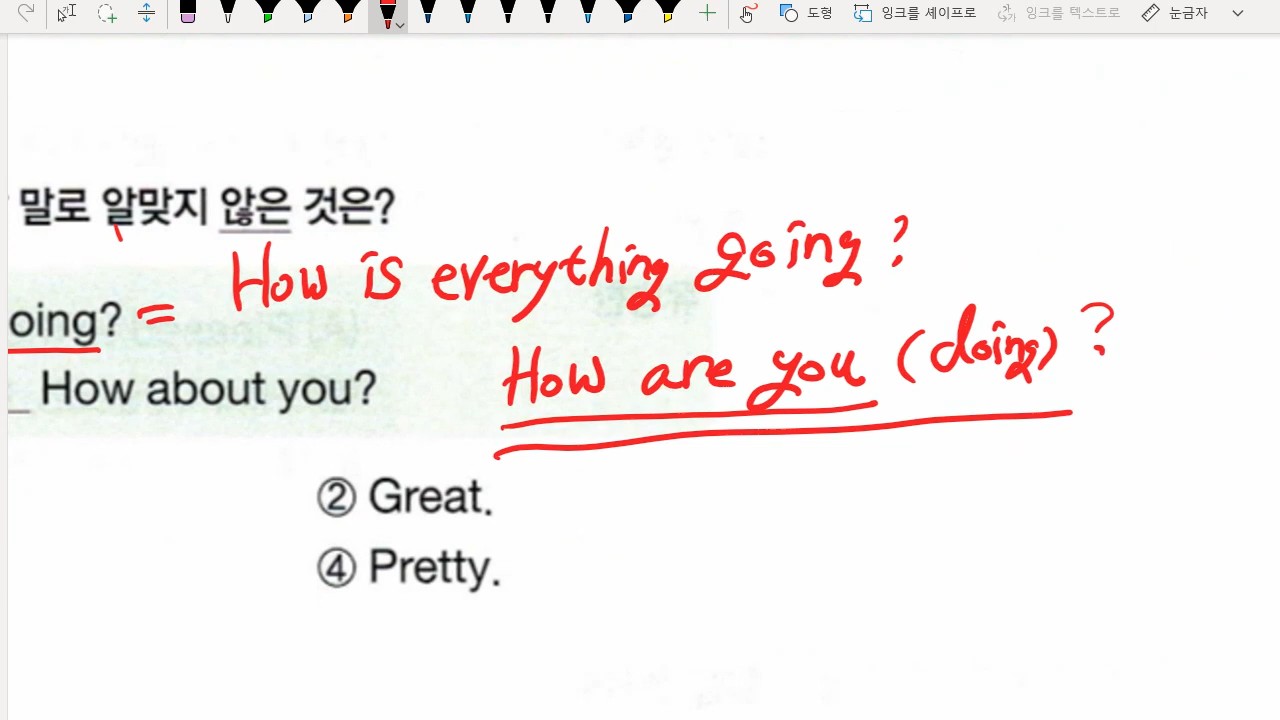 도형 잉크를 셰이프로 잉크를 텍스트로 눈금자
말로 알맞지 않은 것은?
How is everything going?
oing? =
How are you (doing)?
__ How about you?
② Great.
④ Pretty.